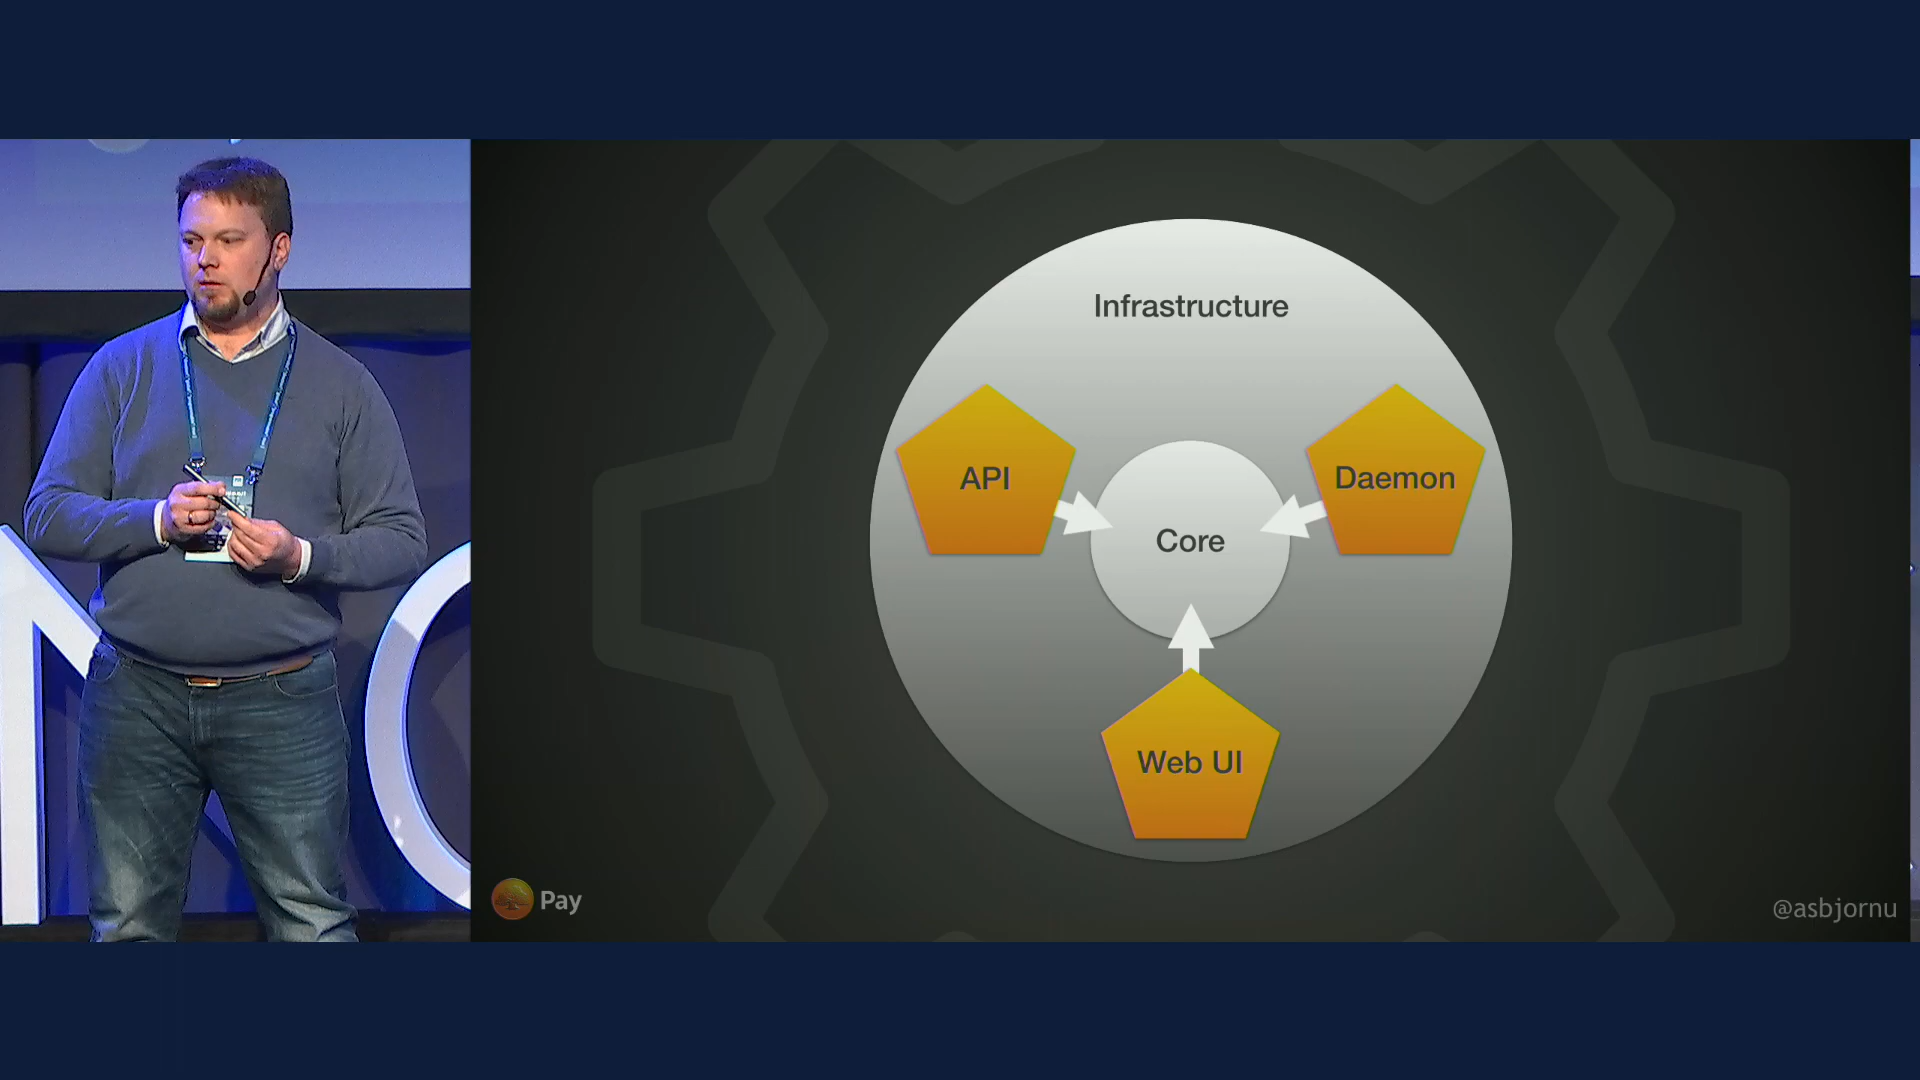 Infrastructure
API
Daemon
Core
Web UI
Pay
@asbjornu